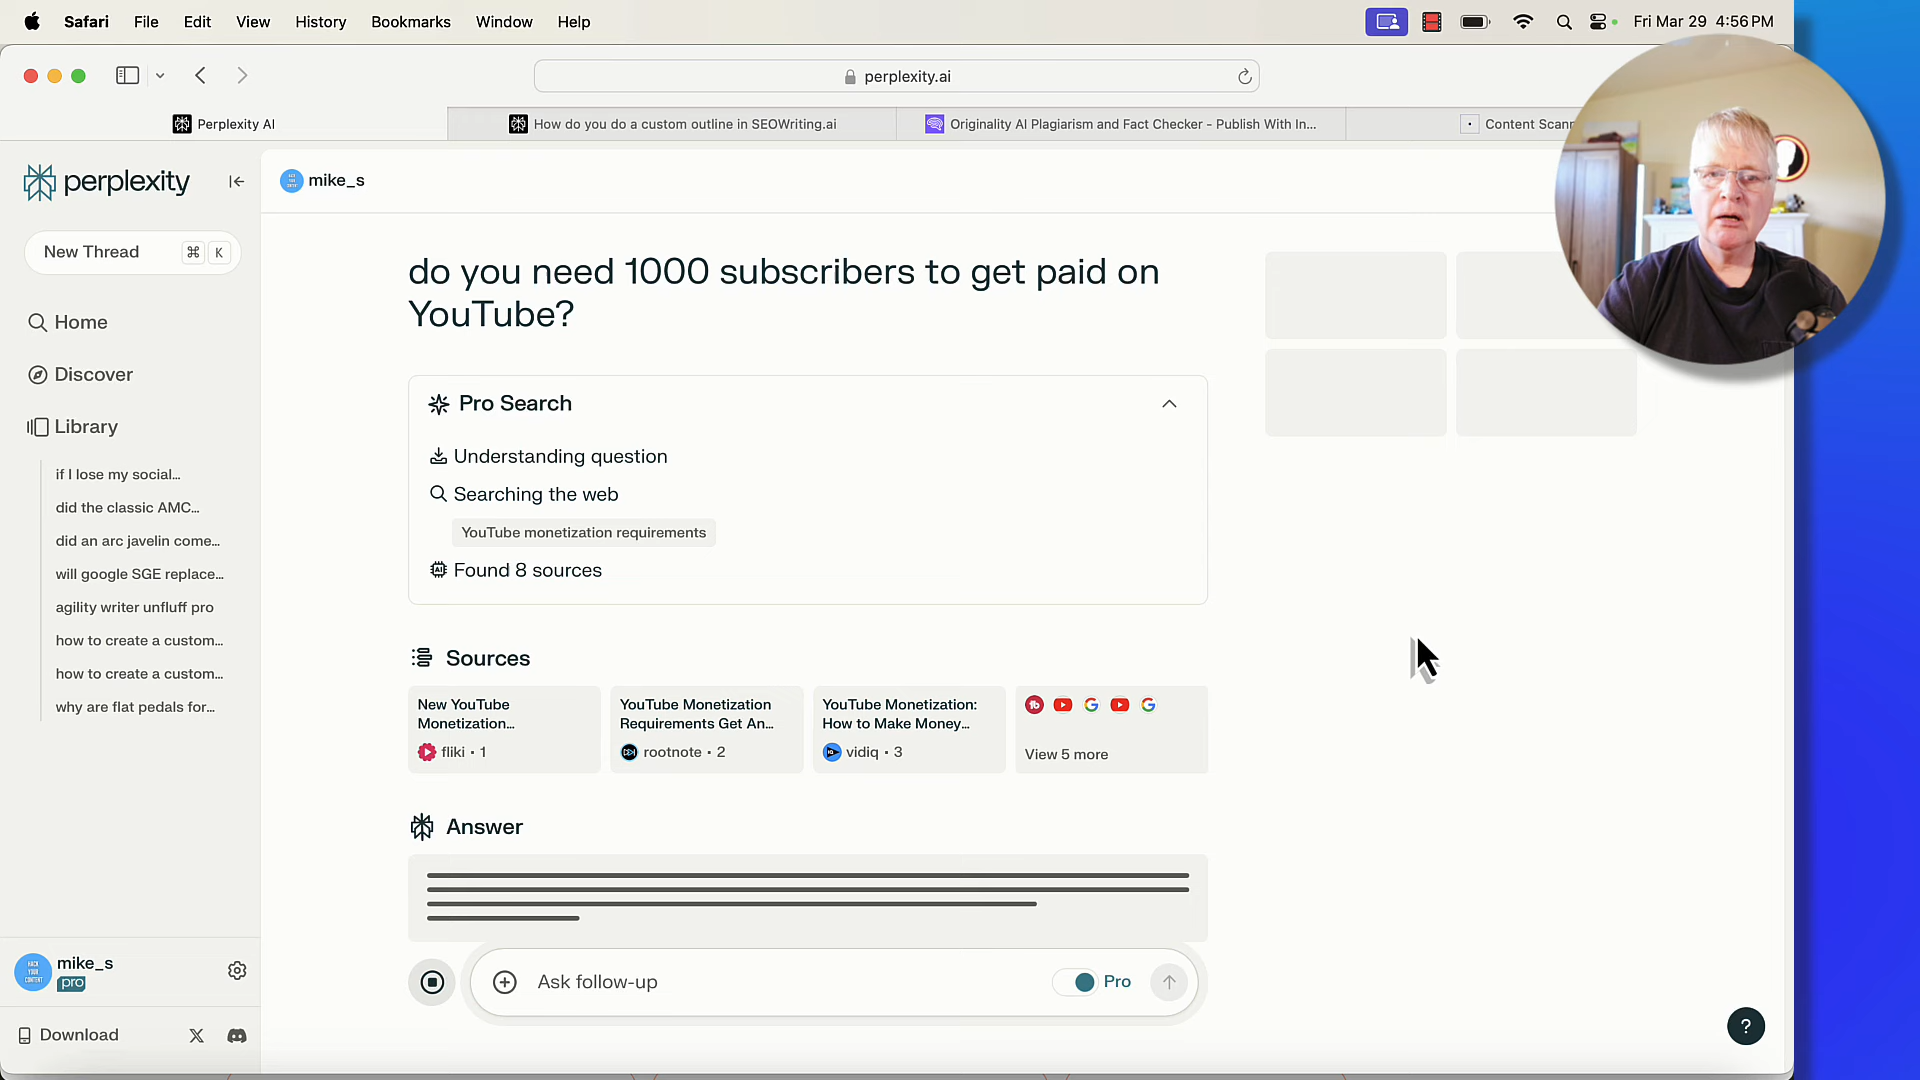 Safari File Edit View History Bookmarks Window Help
Fri Mar 29 4:56 PM
perplexity.ai
Perplexity AI
How do you do a custom outline in SEOWriting.ai
Originality AI Plagiarism and Fact Checker - Publish With In...
Content Scann
perplexity
mike_s
New Thread ⌘ K
Home
Discover
Library
if I lose my social...
did the classic AMC...
did an arc javelin come...
will google SGE replace...
agility writer unfluff pro
how to create a custom...
how to create a custom...
why are flat pedals for...
mike_s
pro
Download
do you need 1000 subscribers to get paid on
YouTube?
Pro Search
Understanding question
Searching the web
YouTube monetization requirements
Found 8 sources
Sources
New YouTube
Monetization...
fliki · 1
YouTube Monetization
Requirements Get An...
rootnote · 2
YouTube Monetization:
How to Make Money...
vidiq · 3
View 5 more
Answer
Ask follow-up
Pro
?